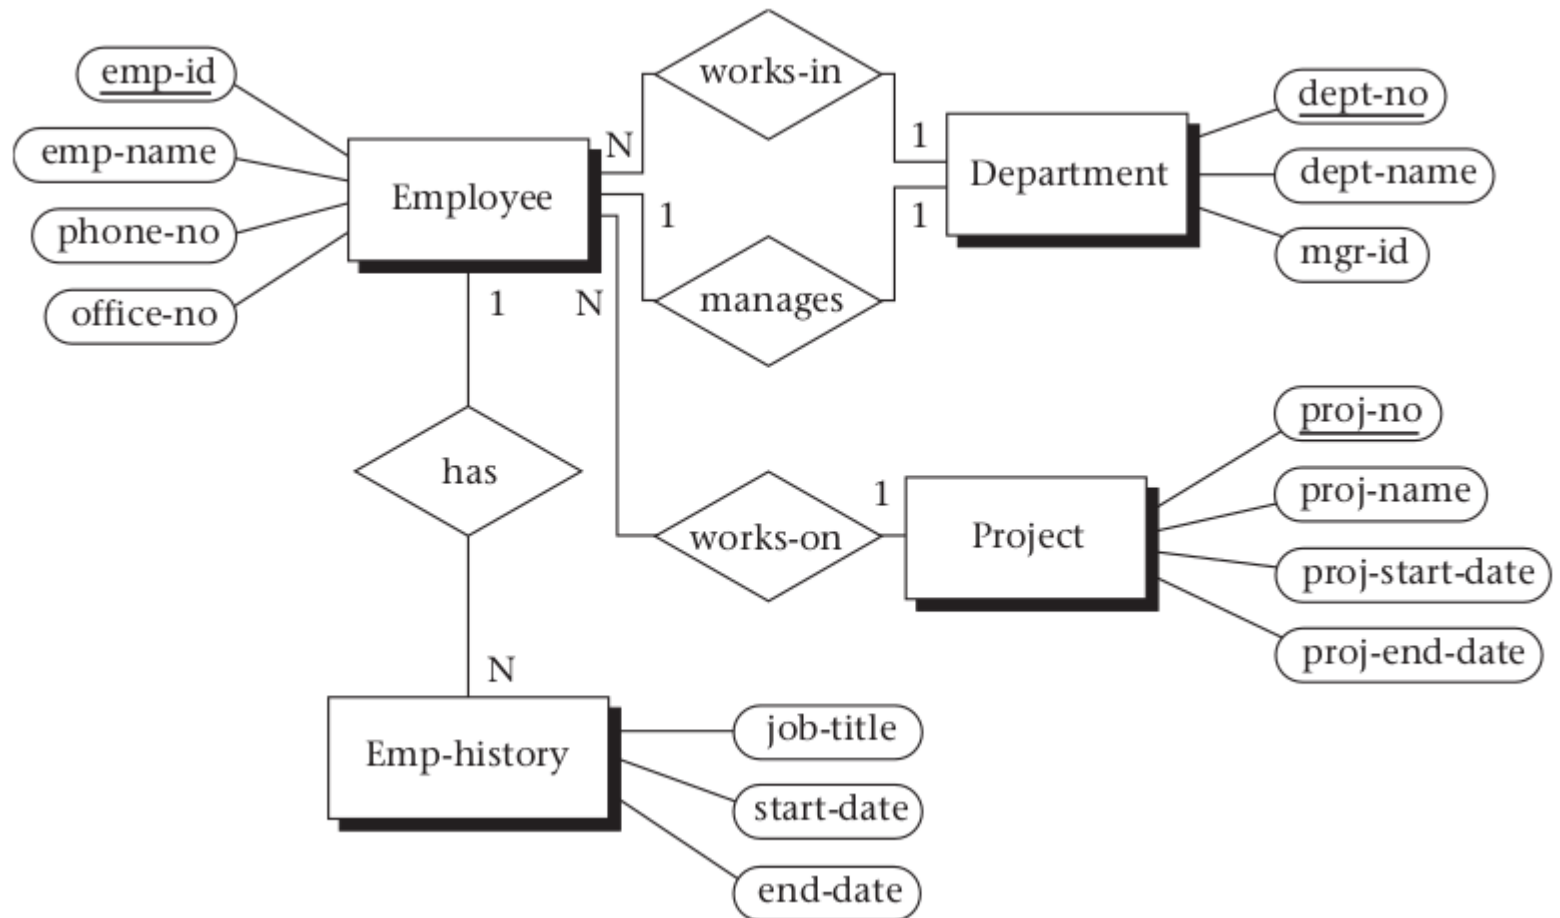 works-in
emp-id
dept-no
emp-name
N
1
Department
dept-name
Employee
1
1
phone-no
mgr-id
office-no
1
N
manages
proj-no
has
1
proj-name
works-on
Project
proj-start-date
proj-end-date
N
job-title
Emp-history
start-date
end-date